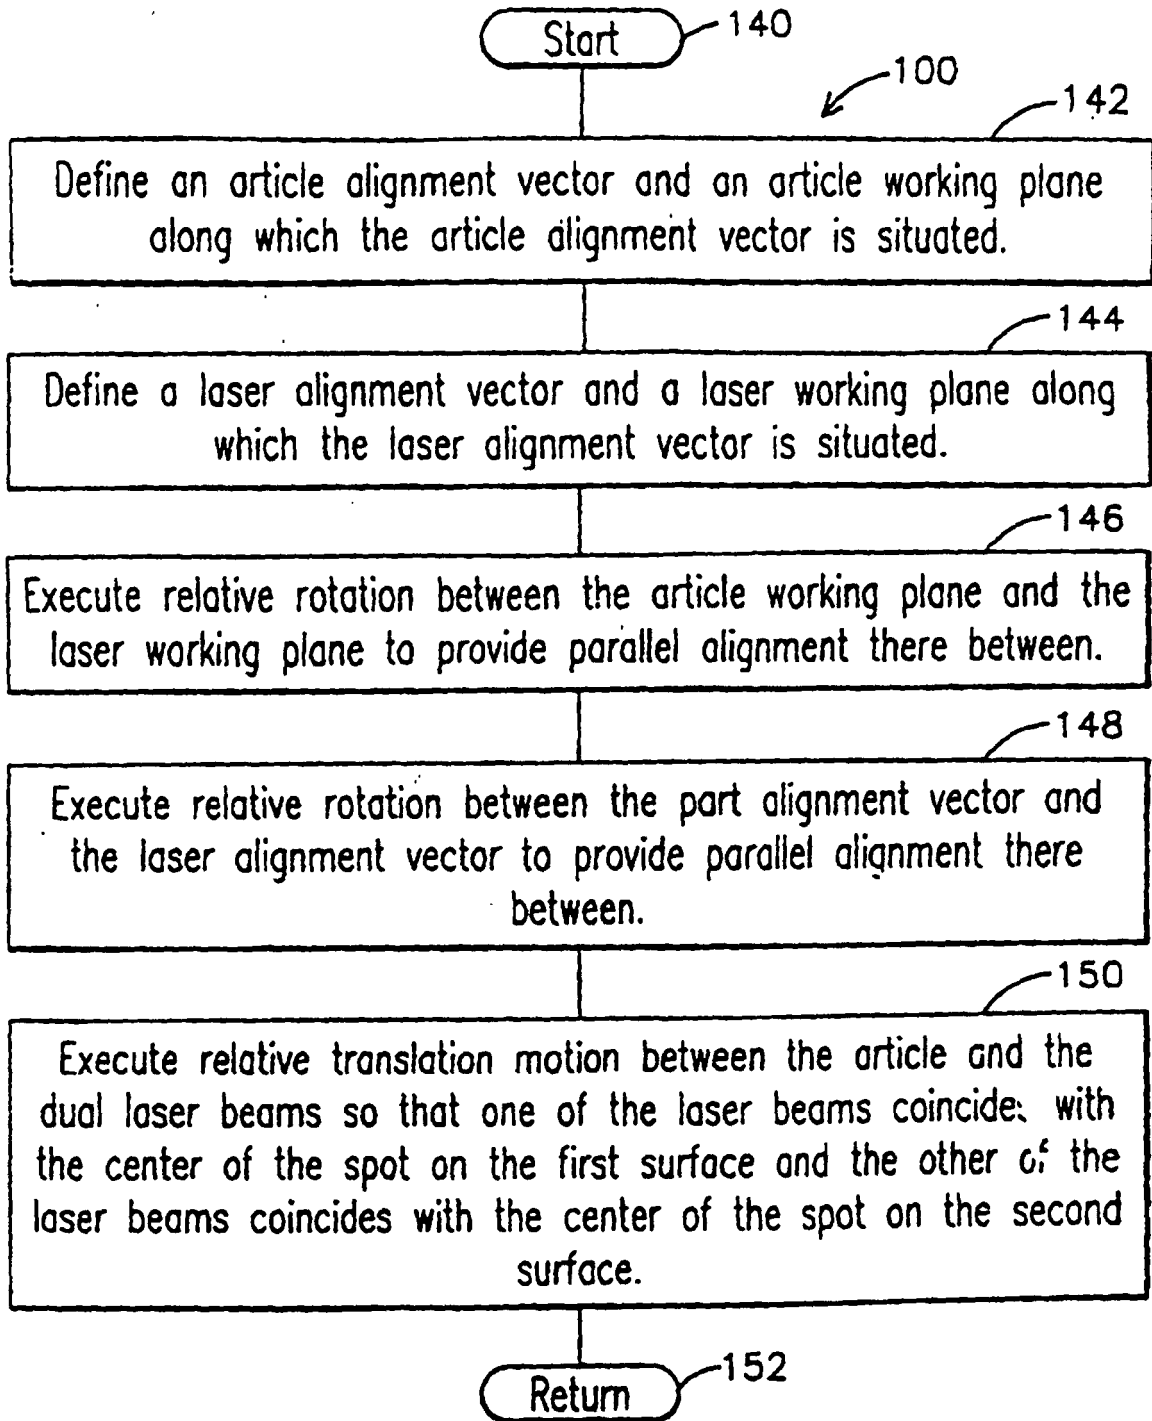 Start
140
100
142
Define an article alignment vector and an article working plane
along which the article alignment vector is situated.
144
Define a laser alignment vector and a laser working plane along
which the laser alignment vector is situated.
146
Execute relative rotation between the article working plane and the
laser working plane to provide parallel alignment there between.
148
Execute relative rotation between the part alignment vector and
the laser alignment vector to provide parallel alignment there
between.
150
Execute relative translation motion between the article and the
dual laser beams so that one of the laser beams coincides with
the center of the spot on the first surface and the other of the
laser beams coincides with the center of the spot on the second
surface.
Return
152